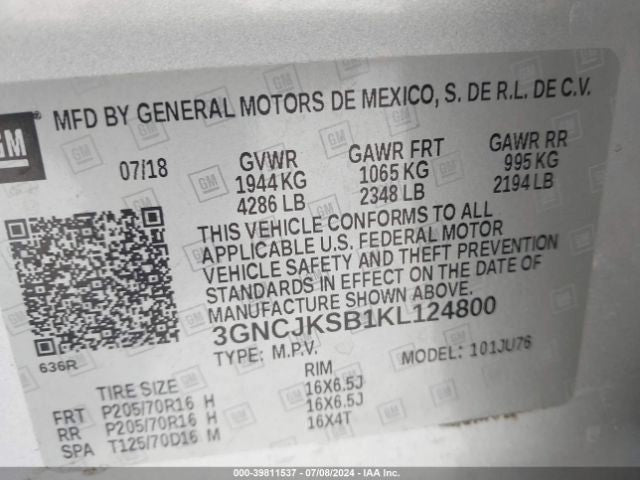 GM ®
MFD BY GENERAL MOTORS DE MEXICO, S. DE R.L. DE C.V.
07/18 GVWR GAWR FRT GAWR RR
1944 KG 1065 KG 995 KG
4286 LB 2348 LB 2194 LB
THIS VEHICLE CONFORMS TO ALL
APPLICABLE U.S. FEDERAL MOTOR
VEHICLE SAFETY AND THEFT PREVENTION
STANDARDS IN EFFECT ON THE DATE OF
MANUFACTURE SHOWN ABOVE.
3GNCJKSB1KL124800
636R TYPE: M.P.V. MODEL: 101JU76
TIRE SIZE RIM
FRT P205/70R16 H 16X6.5J
RR P205/70R16 H 16X6.5J
SPA T125/70D16 M 16X4T
000-39811537 - 07/08/2024 - IAA Inc.